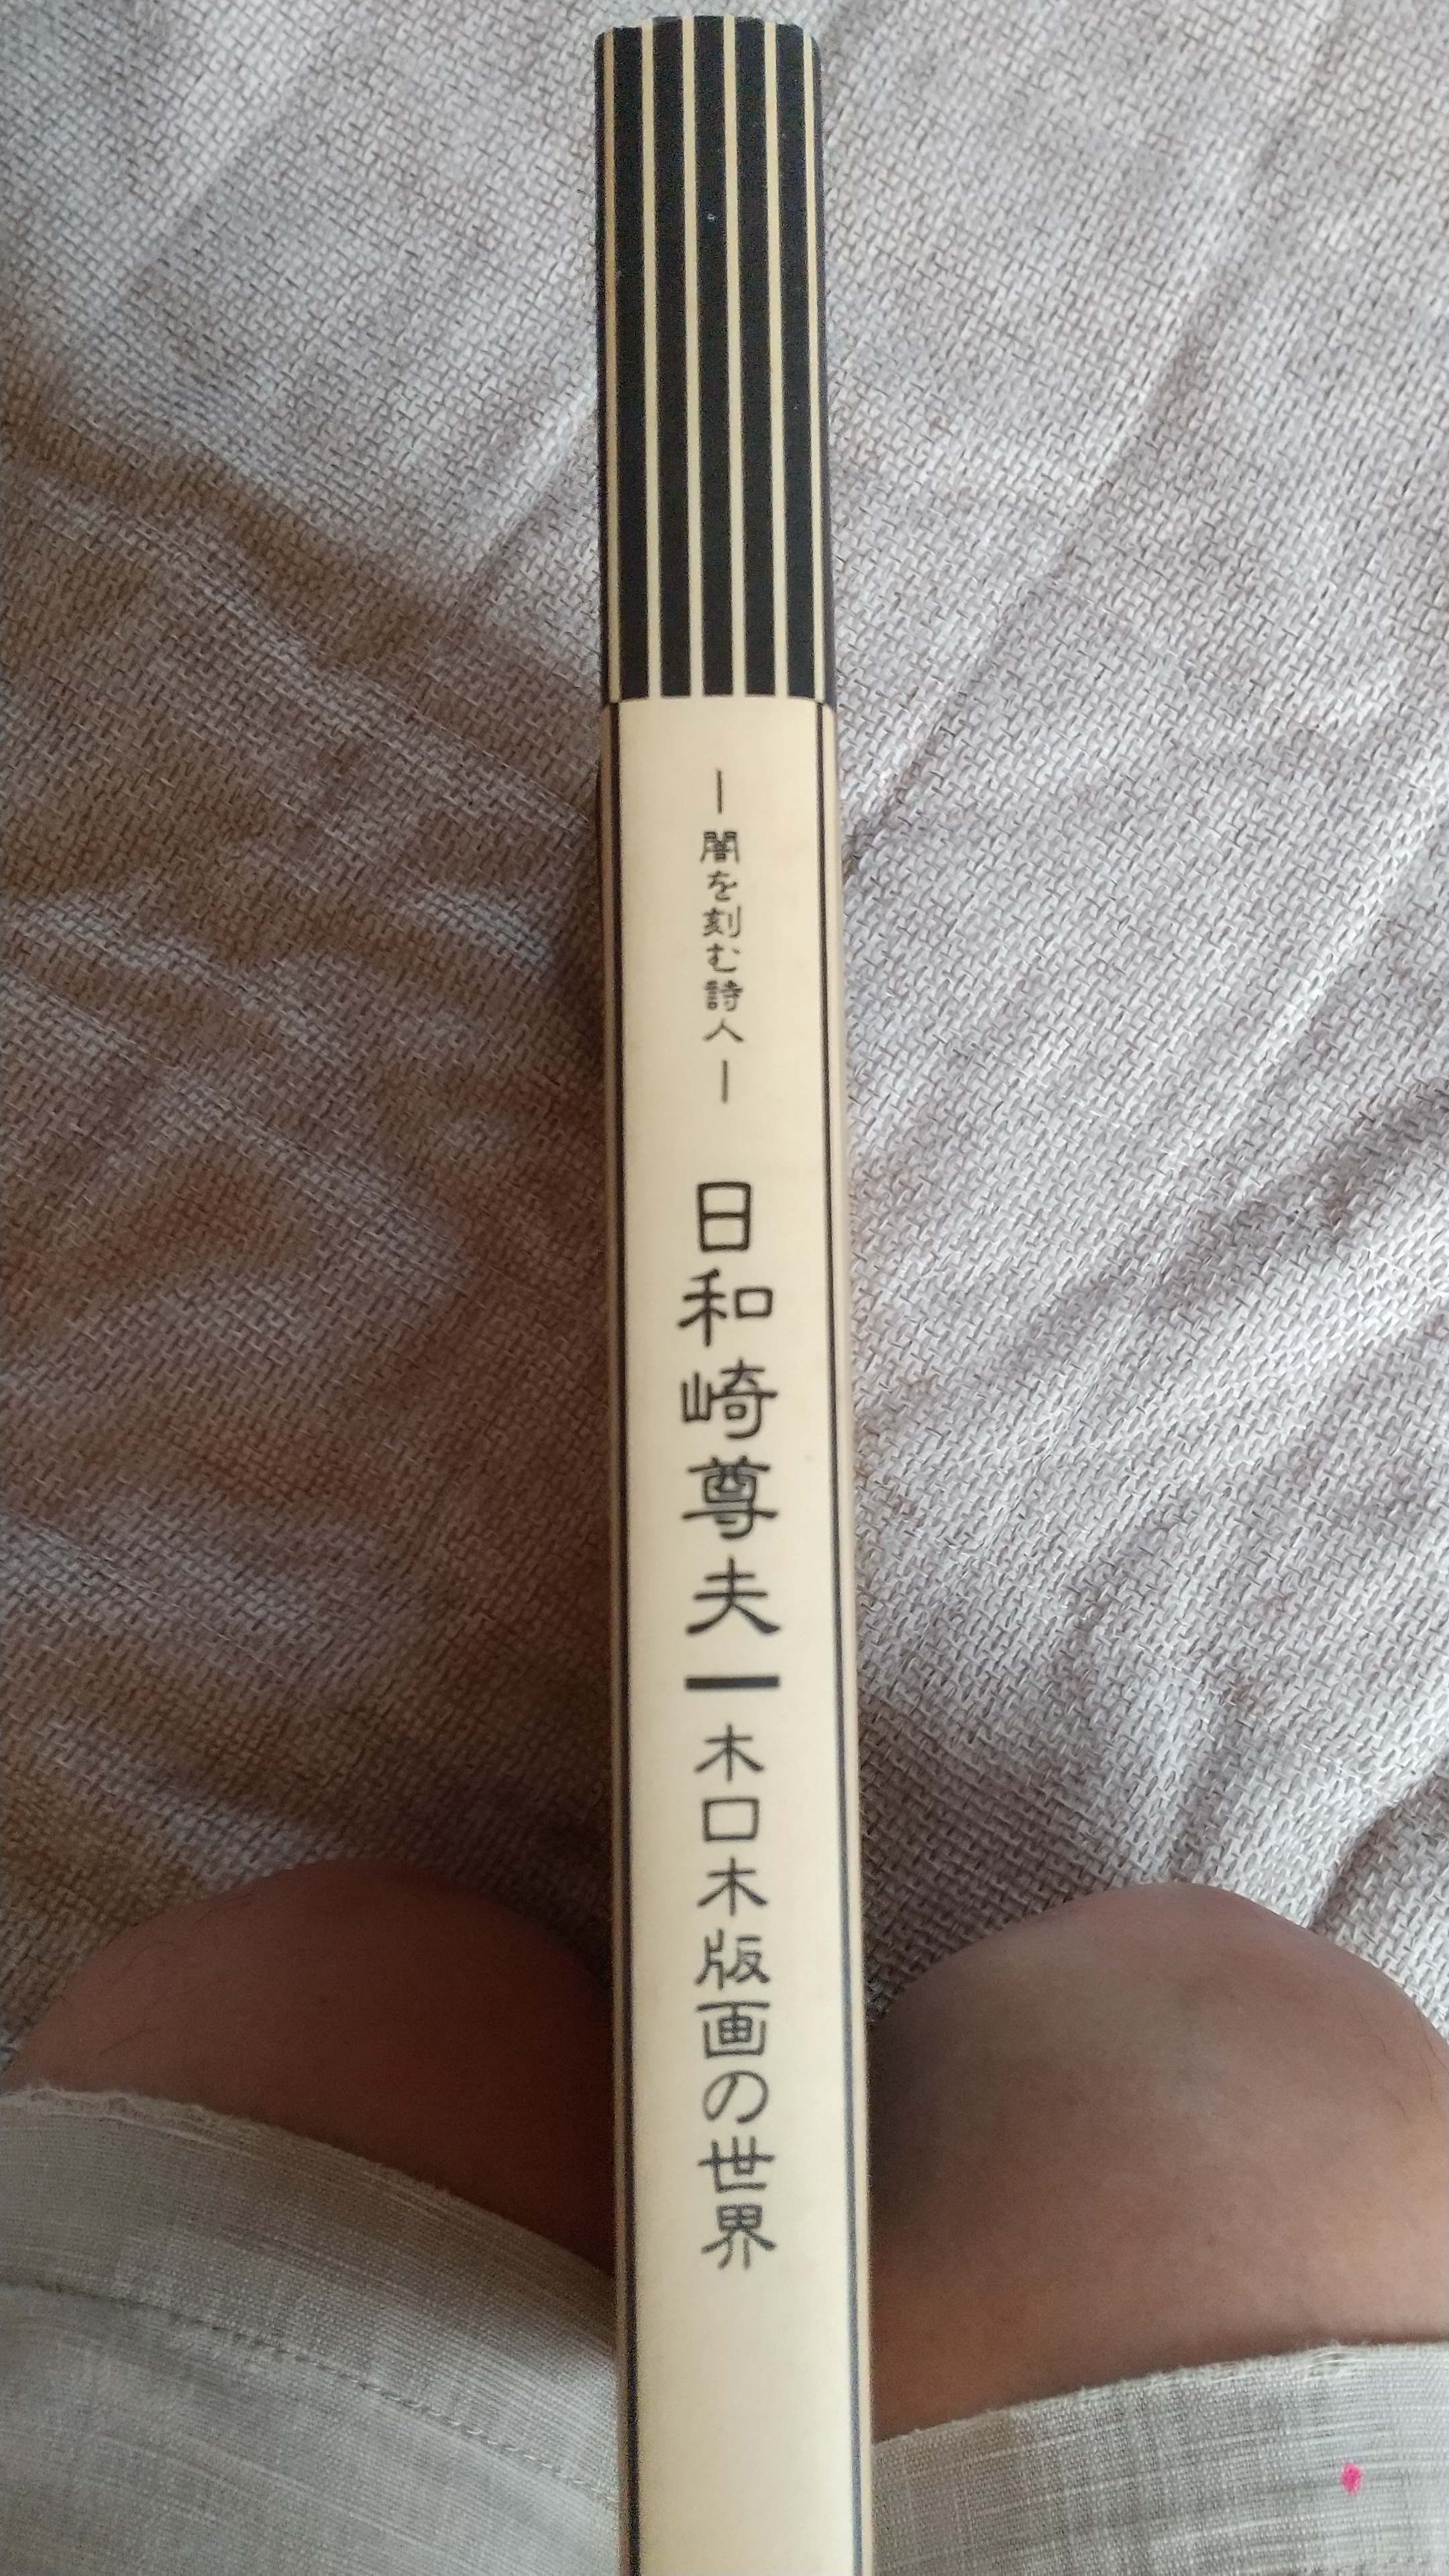 ―闇を刻む詩人―
日和崎尊夫
木口木版画の世界